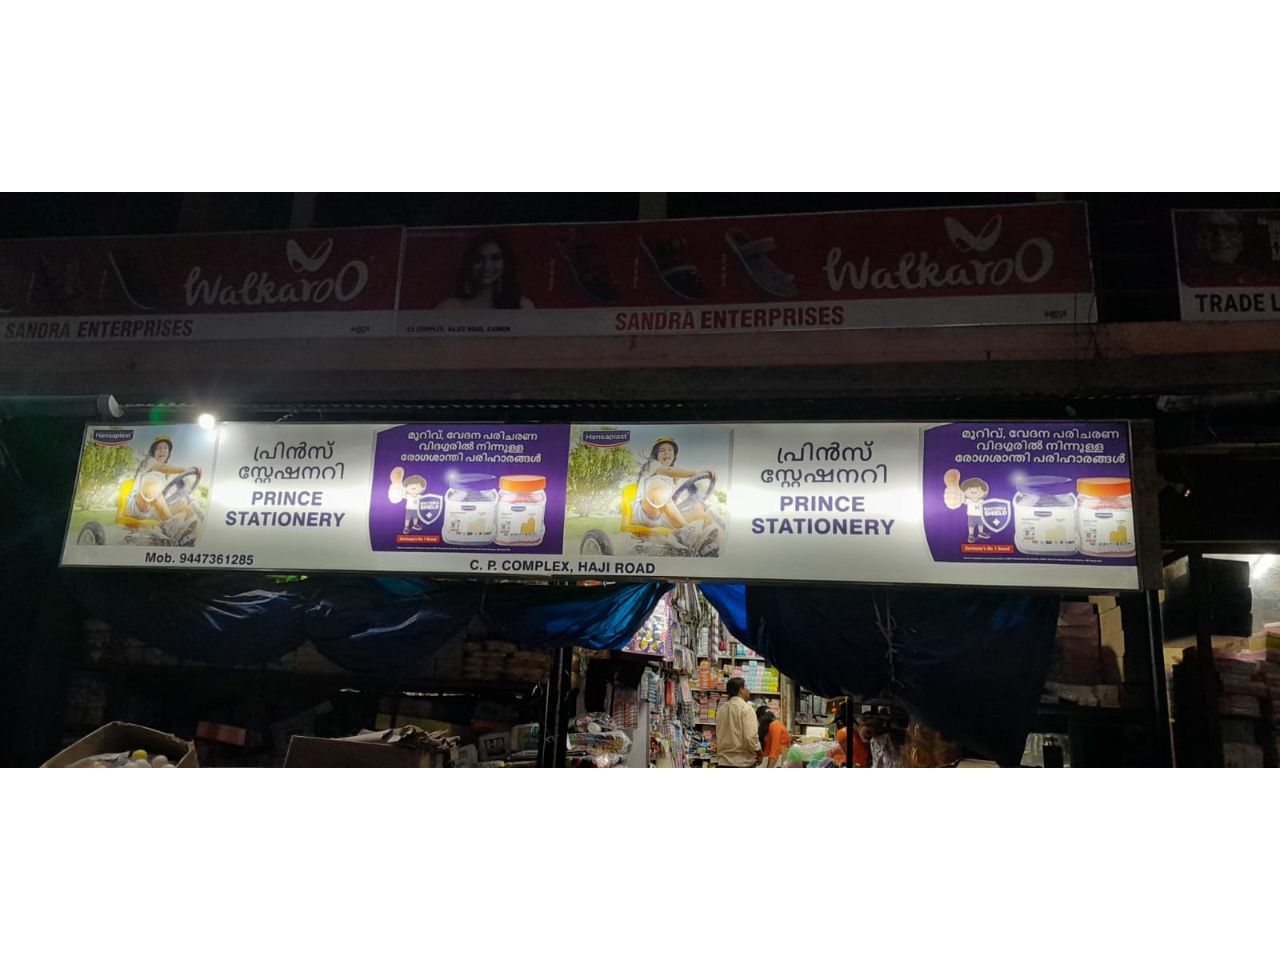 Walkaroo
SANDRA ENTERPRISES
Walkaroo
SANDRA ENTERPRISES
TRADE
Hansaplast
പ്രിൻസ്
സ്റ്റേഷനറി
PRINCE
STATIONERY
Mob. 9447361285
മുറിവ്, വേദന പരിചരണ
വിദഗ്ദ്ധരിൽ നിന്നുള്ള
രോഗശാന്തി പരിഹാരങ്ങൾ
BACTERIA
SHIELD
Germany's No 1 Brand
Hansaplast
പ്രിൻസ്
സ്റ്റേഷനറി
PRINCE
STATIONERY
C. P. COMPLEX, HAJI ROAD
മുറിവ്, വേദന പരിചരണ
വിദഗ്ദ്ധരിൽ നിന്നുള്ള
രോഗശാന്തി പരിഹാരങ്ങൾ
BACTERIA
SHIELD
Germany's No 1 Brand